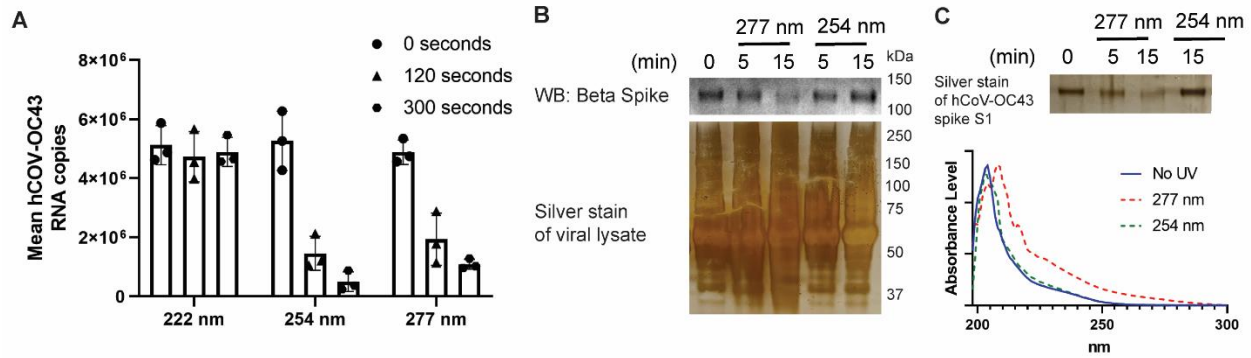 A
Mean hCOV-OC43
RNA copies
8×10⁶
6×10⁶
4×10⁶
2×10⁶
0
222 nm
254 nm
277 nm
0 seconds
120 seconds
300 seconds
B
277 nm
254 nm
(min)
0
5
15
5
15
kDa
WB: Beta Spike
150
100
Silver stain
of viral lysate
250
150
100
75
50
37
C
277 nm
254 nm
(min)
0
5
15
15
Silver stain
of hCoV-OC43
spike S1
Absorbance Level
No UV
277 nm
254 nm
200
250
300
nm